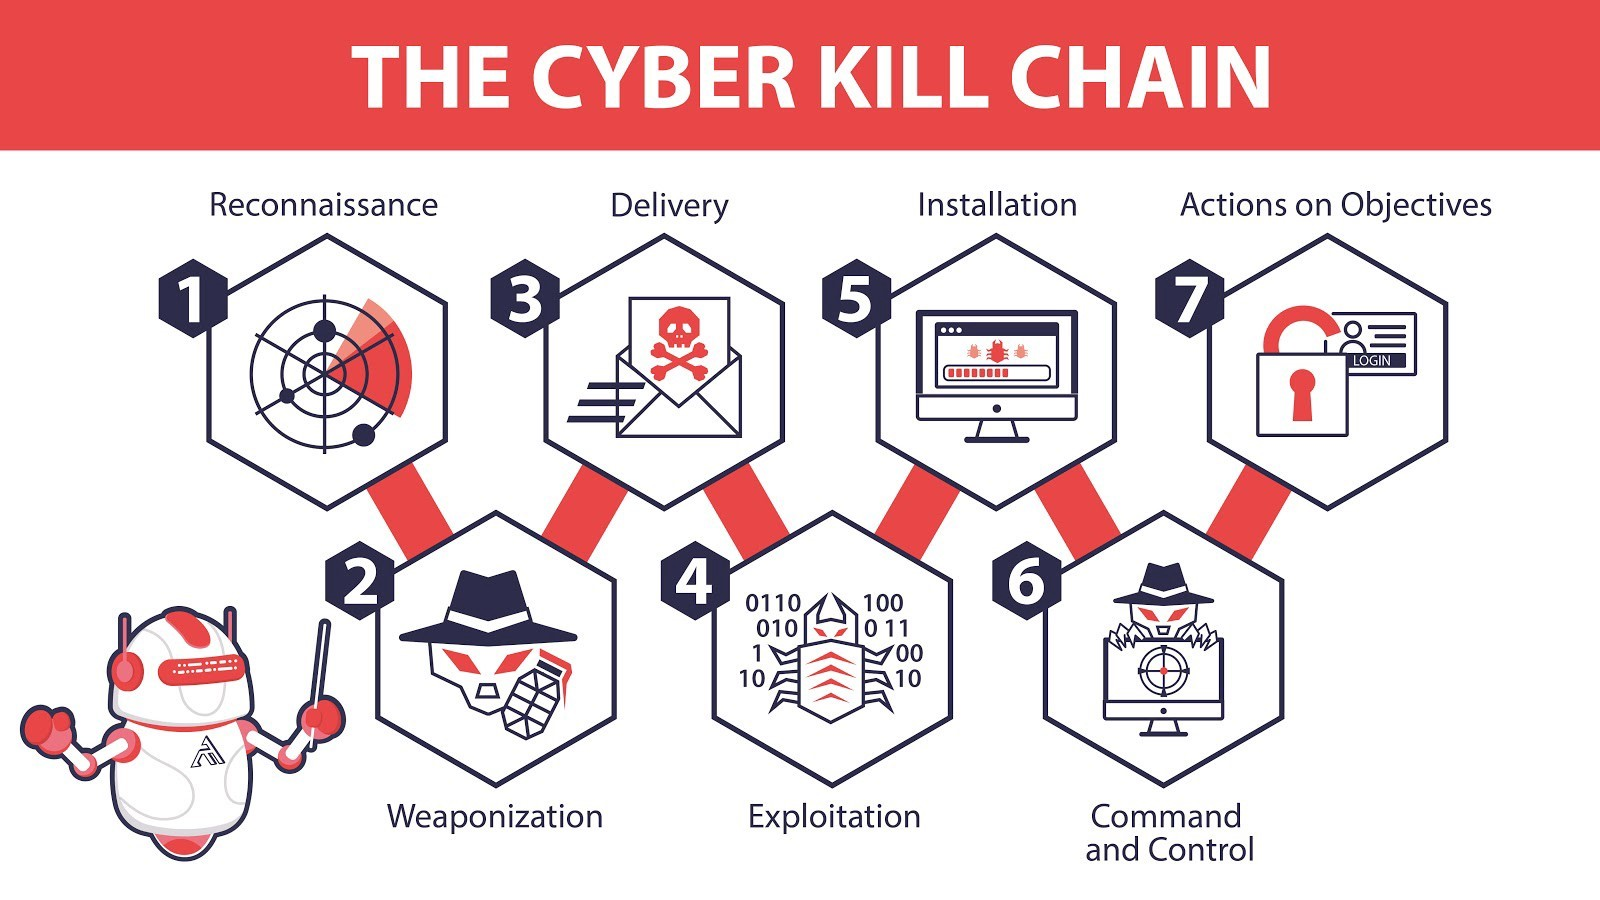 THE CYBER KILL CHAIN
Reconnaissance
1
Weaponization
2
Delivery
3
Exploitation
4
0110 100
010 0 11
1 00
10 10
Installation
5
Command
and Control
6
Actions on Objectives
7
LOGIN